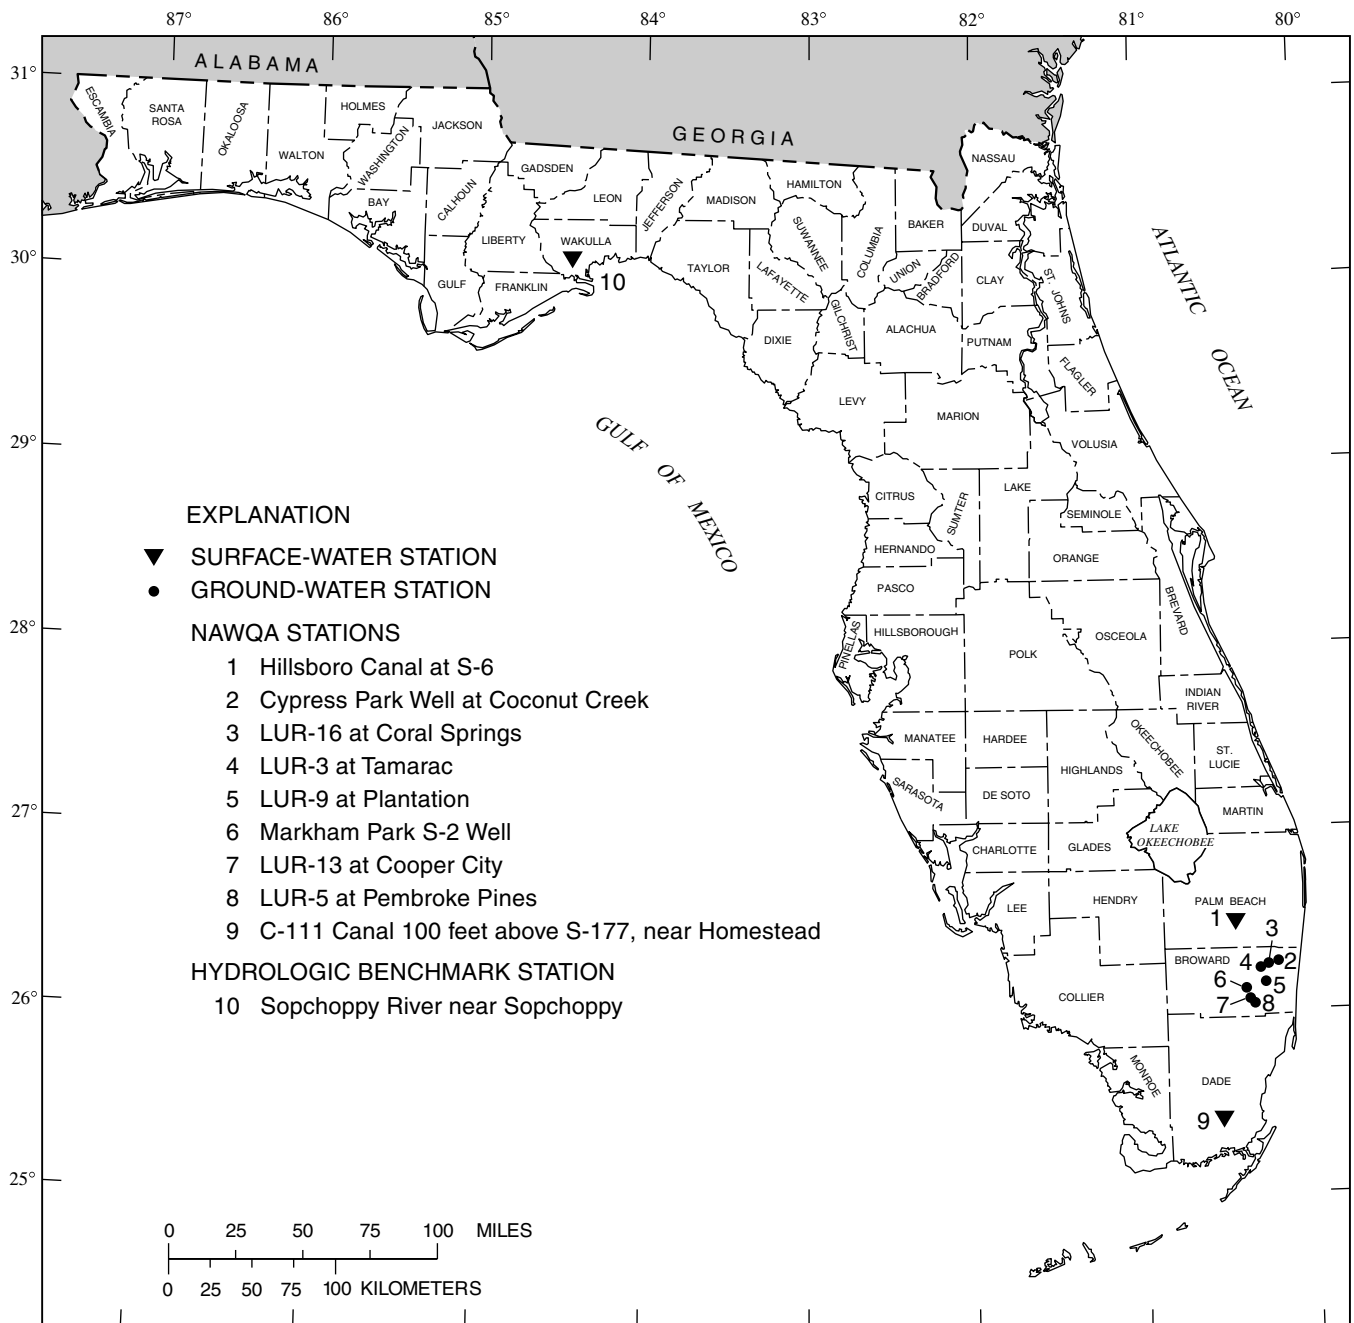 87° 86° 85° 84° 83° 82° 81° 80°
31°
30°
29°
28°
27°
26°
25°
ALABAMA
GEORGIA
ATLANTIC OCEAN
GULF OF MEXICO
ESCAMBIA
SANTA
ROSA
OKALOOSA
WALTON
HOLMES
WASHINGTON
JACKSON
BAY
CALHOUN
GULF
GADSDEN
LIBERTY
FRANKLIN
LEON
WAKULLA
10
JEFFERSON
MADISON
TAYLOR
HAMILTON
SUWANNEE
LAFAYETTE
DIXIE
COLUMBIA
GILCHRIST
BAKER
UNION
BRADFORD
NASSAU
DUVAL
CLAY
ST. JOHNS
ALACHUA
PUTNAM
FLAGLER
LEVY
MARION
VOLUSIA
CITRUS
SUMTER
LAKE
SEMINOLE
HERNANDO
ORANGE
PASCO
BREVARD
PINELLAS
HILLSBOROUGH
POLK
OSCEOLA
INDIAN
RIVER
MANATEE
HARDEE
OKEECHOBEE
ST.
LUCIE
SARASOTA
HIGHLANDS
DE SOTO
MARTIN
LAKE
OKEECHOBEE
CHARLOTTE
GLADES
LEE
HENDRY
PALM BEACH
1
BROWARD
3
4
2
6
5
7
8
COLLIER
MONROE
DADE
9
EXPLANATION
SURFACE-WATER STATION
GROUND-WATER STATION
NAWQA STATIONS
1 Hillsboro Canal at S-6
2 Cypress Park Well at Coconut Creek
3 LUR-16 at Coral Springs
4 LUR-3 at Tamarac
5 LUR-9 at Plantation
6 Markham Park S-2 Well
7 LUR-13 at Cooper City
8 LUR-5 at Pembroke Pines
9 C-111 Canal 100 feet above S-177, near Homestead
HYDROLOGIC BENCHMARK STATION
10 Sopchoppy River near Sopchoppy
0 25 50 75 100 MILES
0 25 50 75 100 KILOMETERS